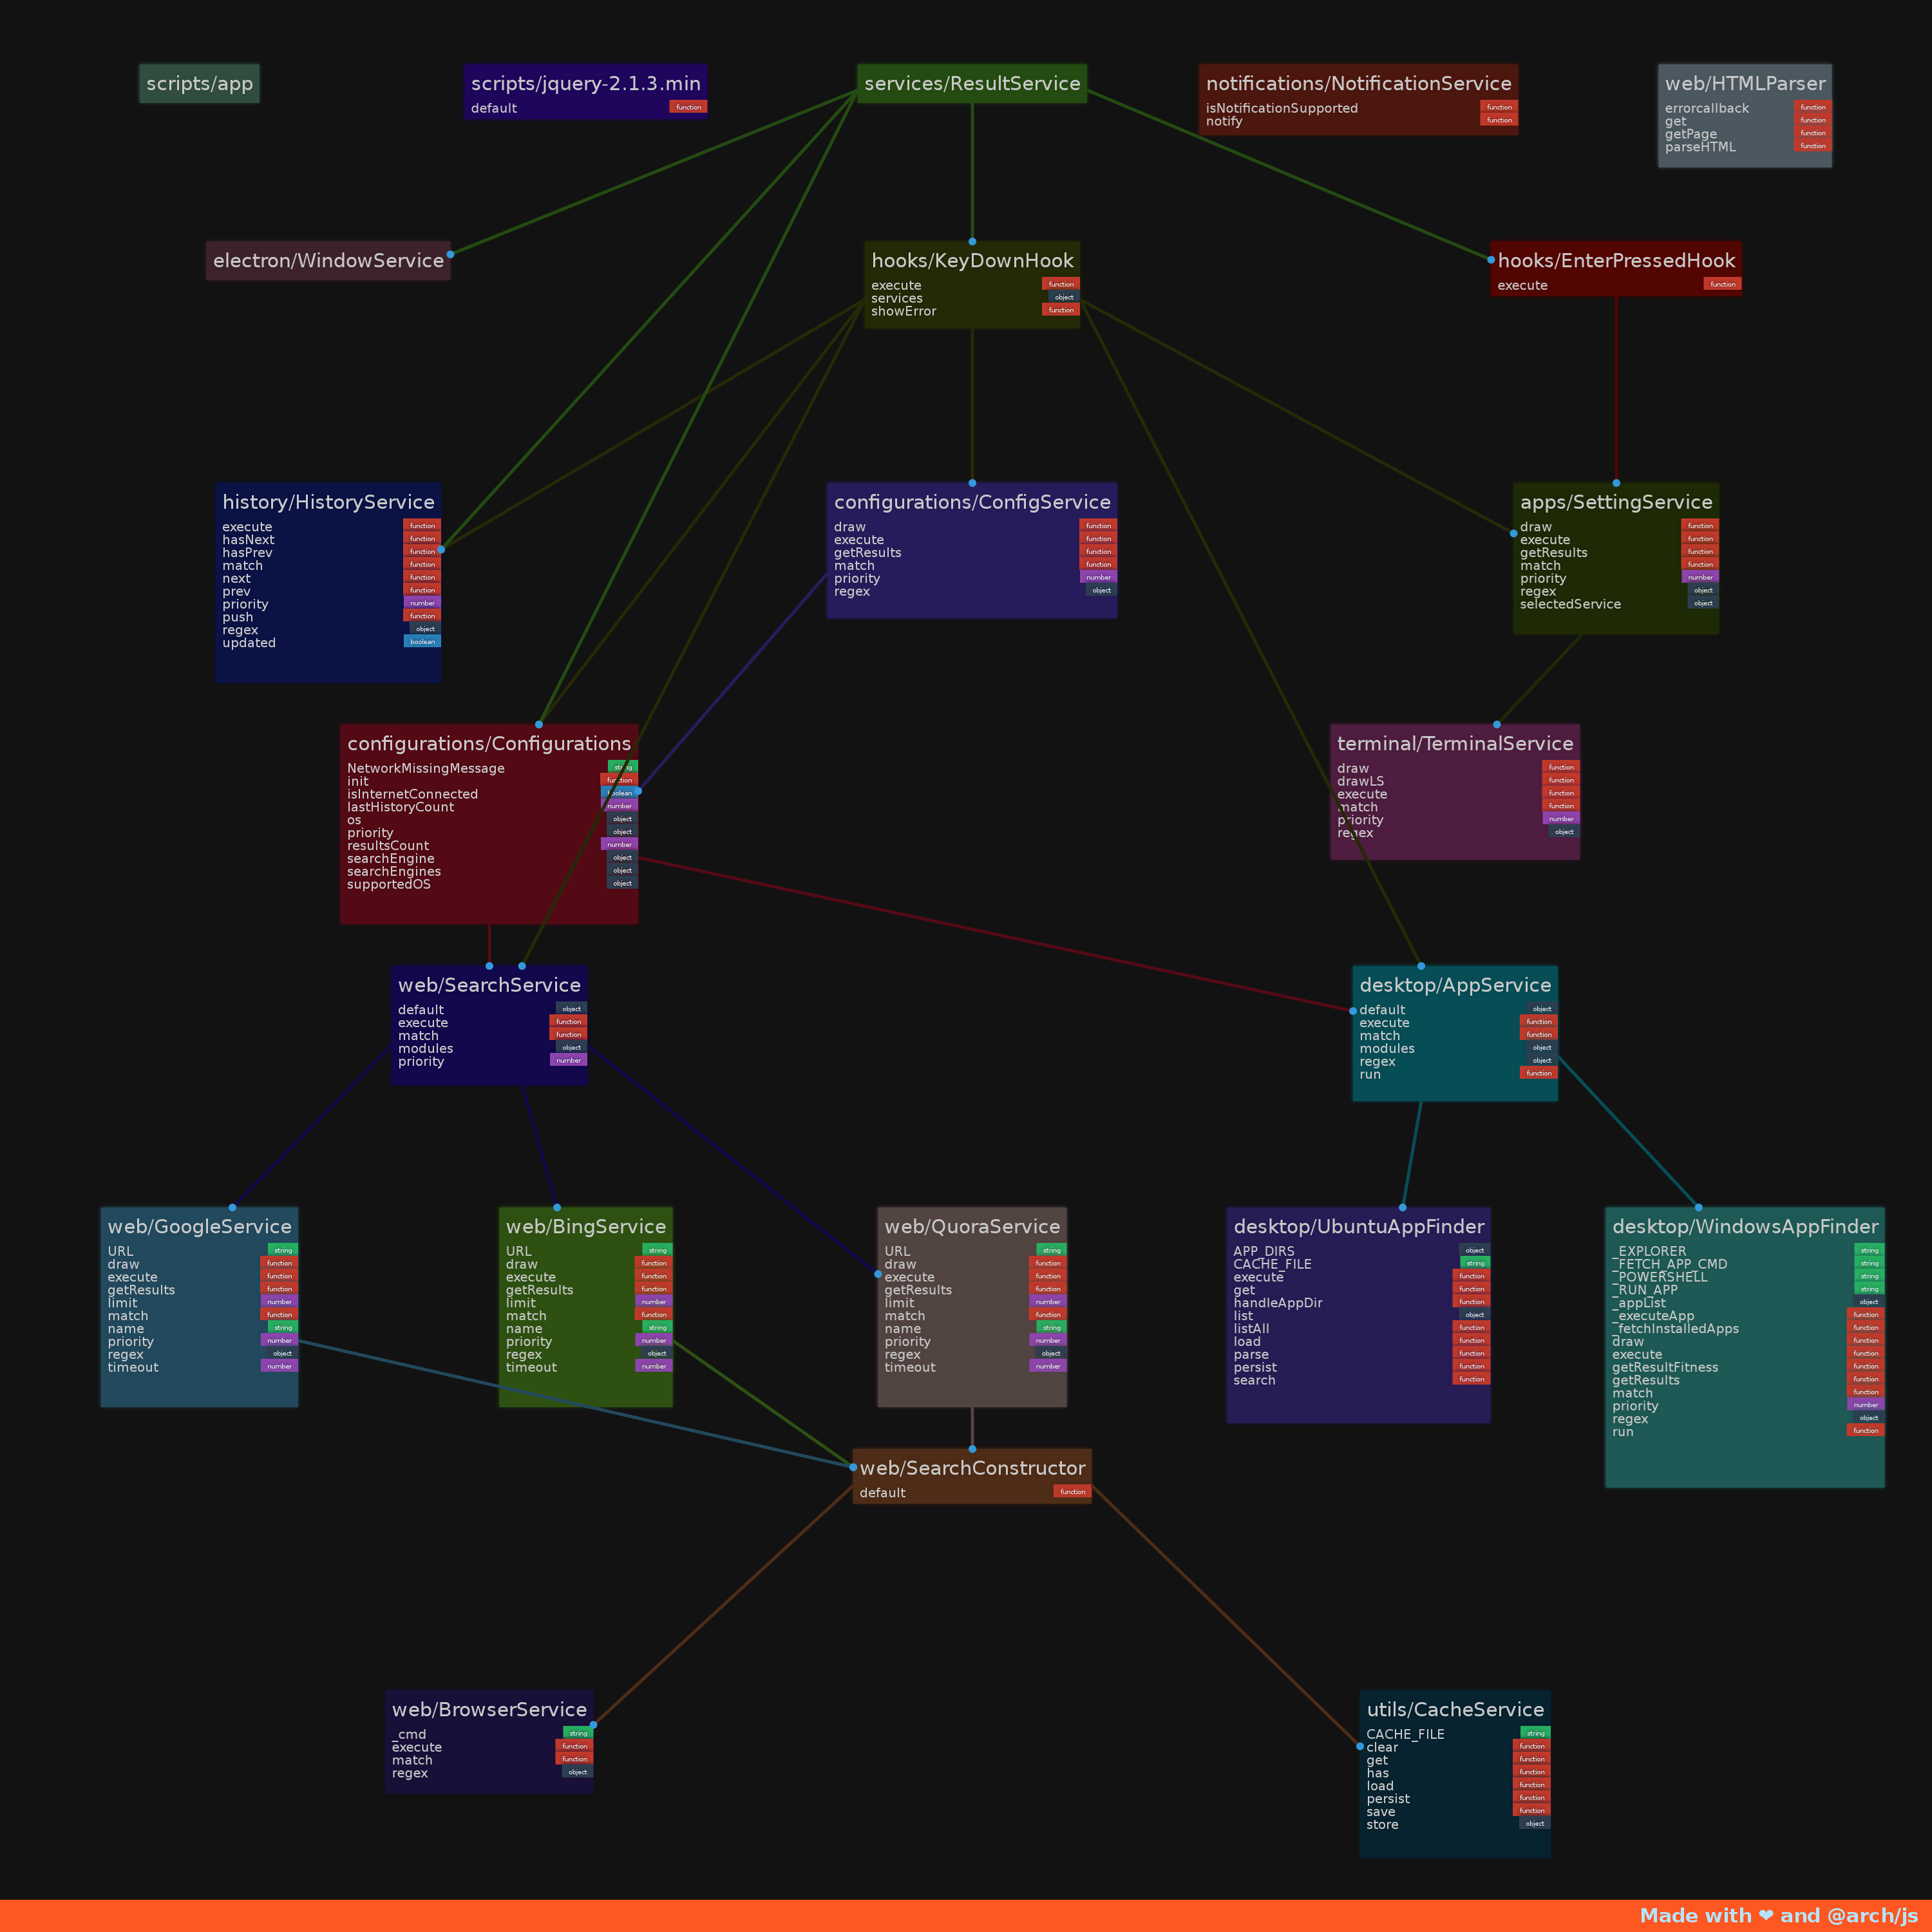 scripts/app
scripts/jquery-2.1.3.min
default function
services/ResultService
notifications/NotificationService
isNotificationSupported function
notify function
web/HTMLParser
errorcallback function
get function
getPage function
parseHTML function
electron/WindowService
hooks/KeyDownHook
execute function
services object
showError function
hooks/EnterPressedHook
execute function
history/HistoryService
execute function
hasNext function
hasPrev function
match function
next function
prev function
priority number
push function
regex object
updated boolean
configurations/ConfigService
draw function
execute function
getResults function
match function
priority number
regex object
apps/SettingService
draw function
execute function
getResults function
match function
priority number
regex object
selectedService object
configurations/Configurations
NetworkMissingMessage string
init function
isInternetConnected boolean
lastHistoryCount number
os object
priority object
resultsCount number
searchEngine object
searchEngines object
supportedOS object
terminal/TerminalService
draw function
drawLS function
execute function
match function
priority number
regex object
web/SearchService
default object
execute function
match function
modules object
priority number
desktop/AppService
default object
execute function
match function
modules object
regex object
run function
web/GoogleService
URL string
draw function
execute function
getResults function
limit number
match function
name string
priority number
regex object
timeout number
web/BingService
URL string
draw function
execute function
getResults function
limit number
match function
name string
priority number
regex object
timeout number
web/QuoraService
URL string
draw function
execute function
getResults function
limit number
match function
name string
priority number
regex object
timeout number
desktop/UbuntuAppFinder
APP_DIRS object
CACHE_FILE string
execute function
get function
handleAppDir function
list object
listAll function
load function
parse function
persist function
search function
desktop/WindowsAppFinder
_EXPLORER string
_FETCH_APP_CMD string
_POWERSHELL string
_RUN_APP string
_appList object
_executeApp function
_fetchInstalledApps function
draw function
execute function
getResultFitness function
getResults function
match function
priority number
regex object
run function
web/SearchConstructor
default function
web/BrowserService
_cmd string
execute function
match function
regex object
utils/CacheService
CACHE_FILE string
clear function
get function
has function
load function
persist function
save function
store object
Made with ❤ and @arch/js